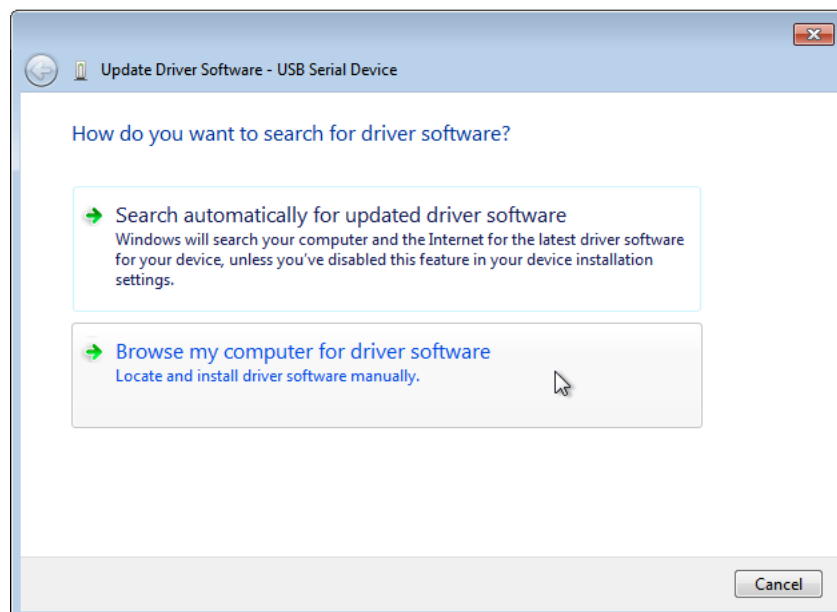 Update Driver Software - USB Serial Device
How do you want to search for driver software?
Search automatically for updated driver software
Windows will search your computer and the Internet for the latest driver software
for your device, unless you've disabled this feature in your device installation
settings.
Browse my computer for driver software
Locate and install driver software manually.
Cancel